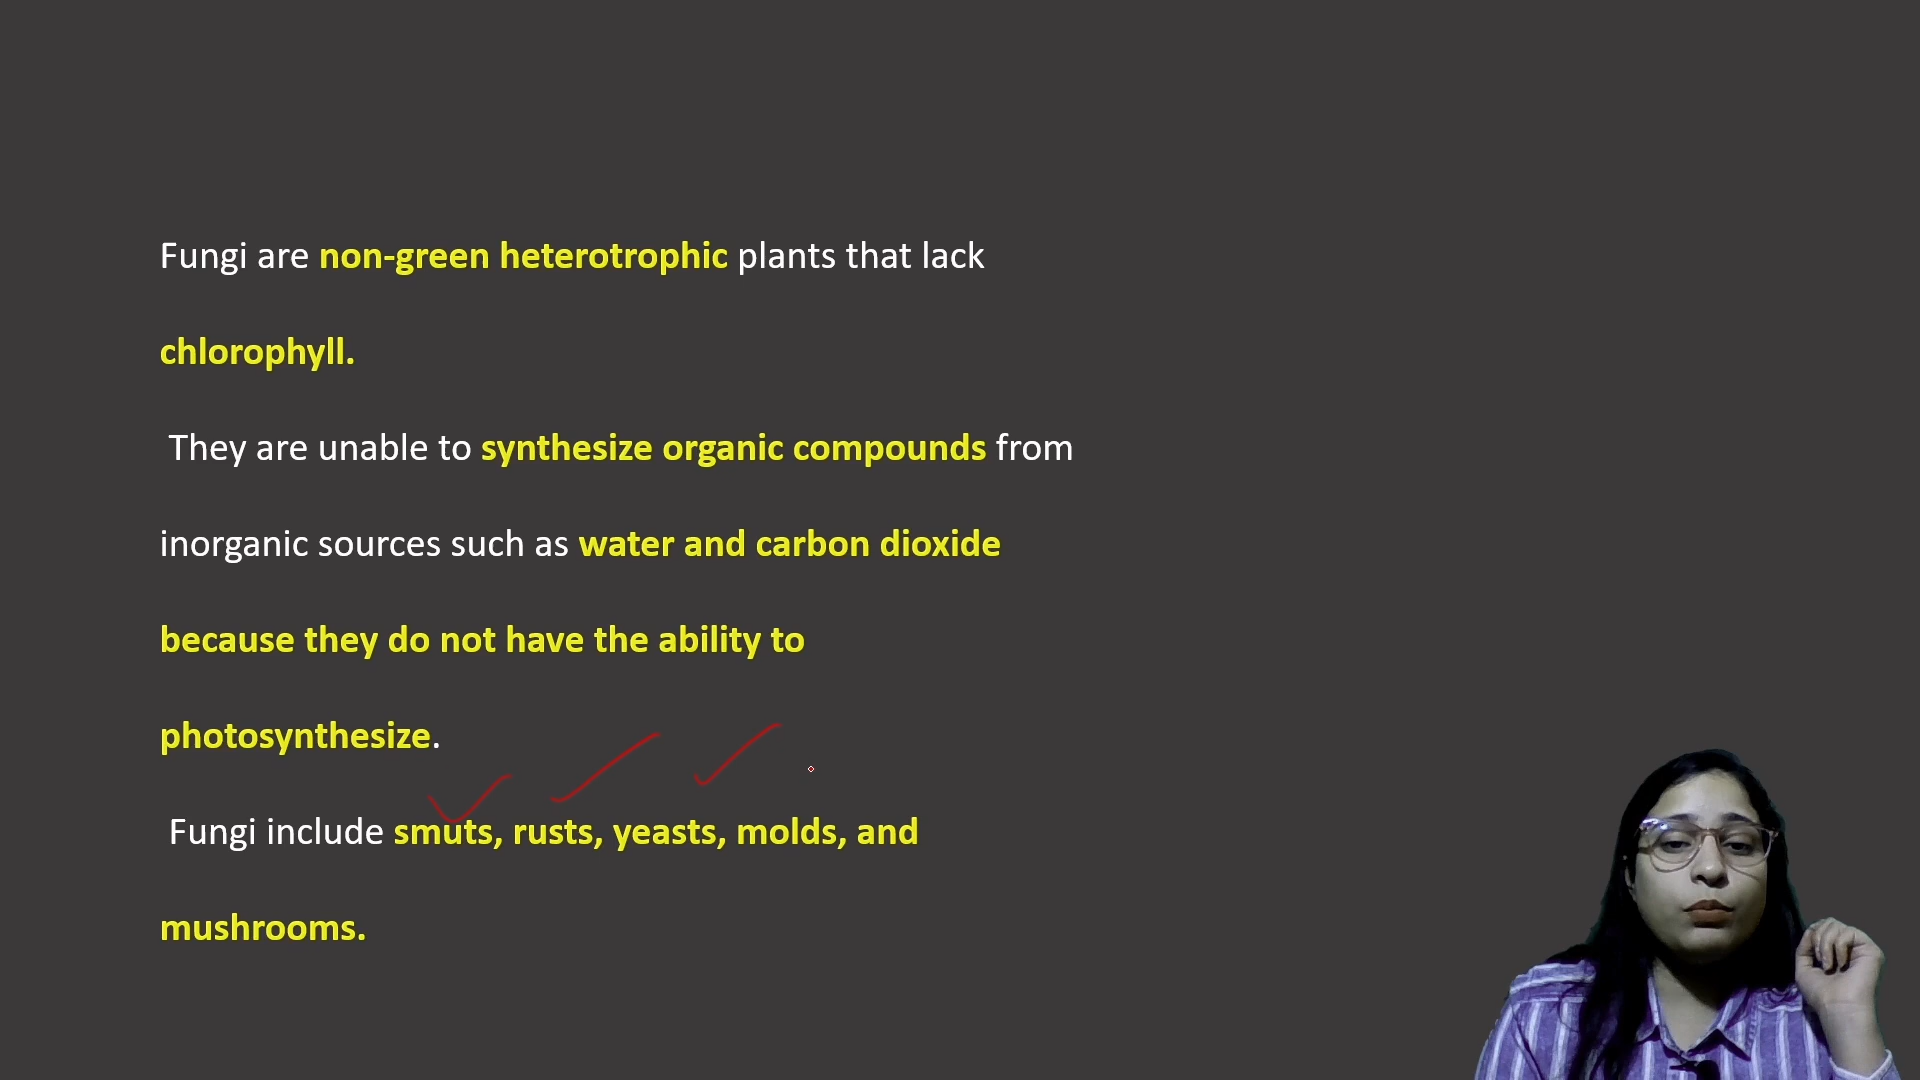 Fungi are non-green heterotrophic plants that lack
chlorophyll.
They are unable to synthesize organic compounds from
inorganic sources such as water and carbon dioxide
because they do not have the ability to
photosynthesize.
Fungi include smuts, rusts, yeasts, molds, and
mushrooms.